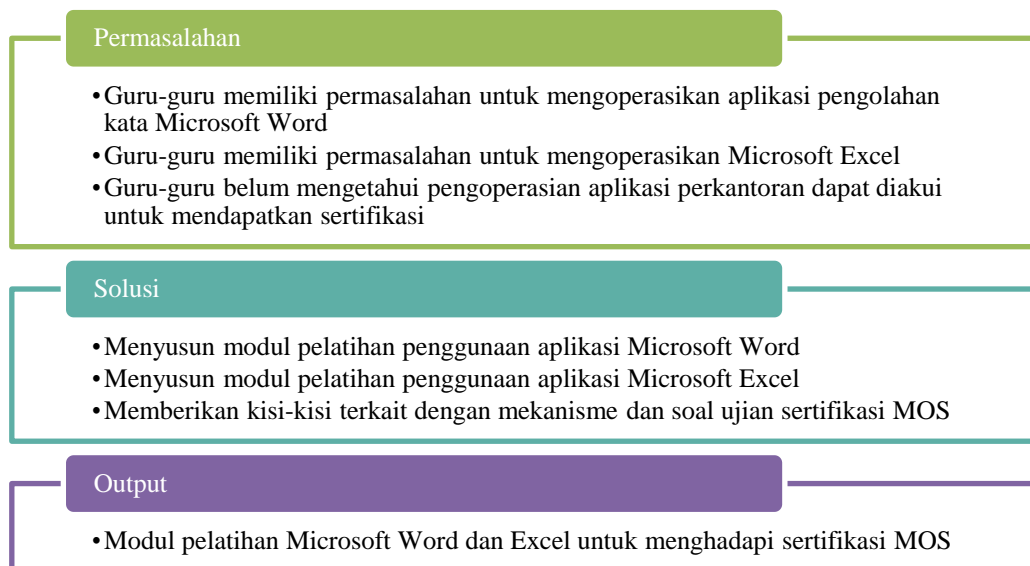 Permasalahan
•Guru-guru memiliki permasalahan untuk mengoperasikan aplikasi pengolahan
kata Microsoft Word
•Guru-guru memiliki permasalahan untuk mengoperasikan Microsoft Excel
•Guru-guru belum mengetahui pengoperasian aplikasi perkantoran dapat diakui
untuk mendapatkan sertifikasi
Solusi
•Menyusun modul pelatihan penggunaan aplikasi Microsoft Word
•Menyusun modul pelatihan penggunaan aplikasi Microsoft Excel
•Memberikan kisi-kisi terkait dengan mekanisme dan soal ujian sertifikasi MOS
Output
•Modul pelatihan Microsoft Word dan Excel untuk menghadapi sertifikasi MOS